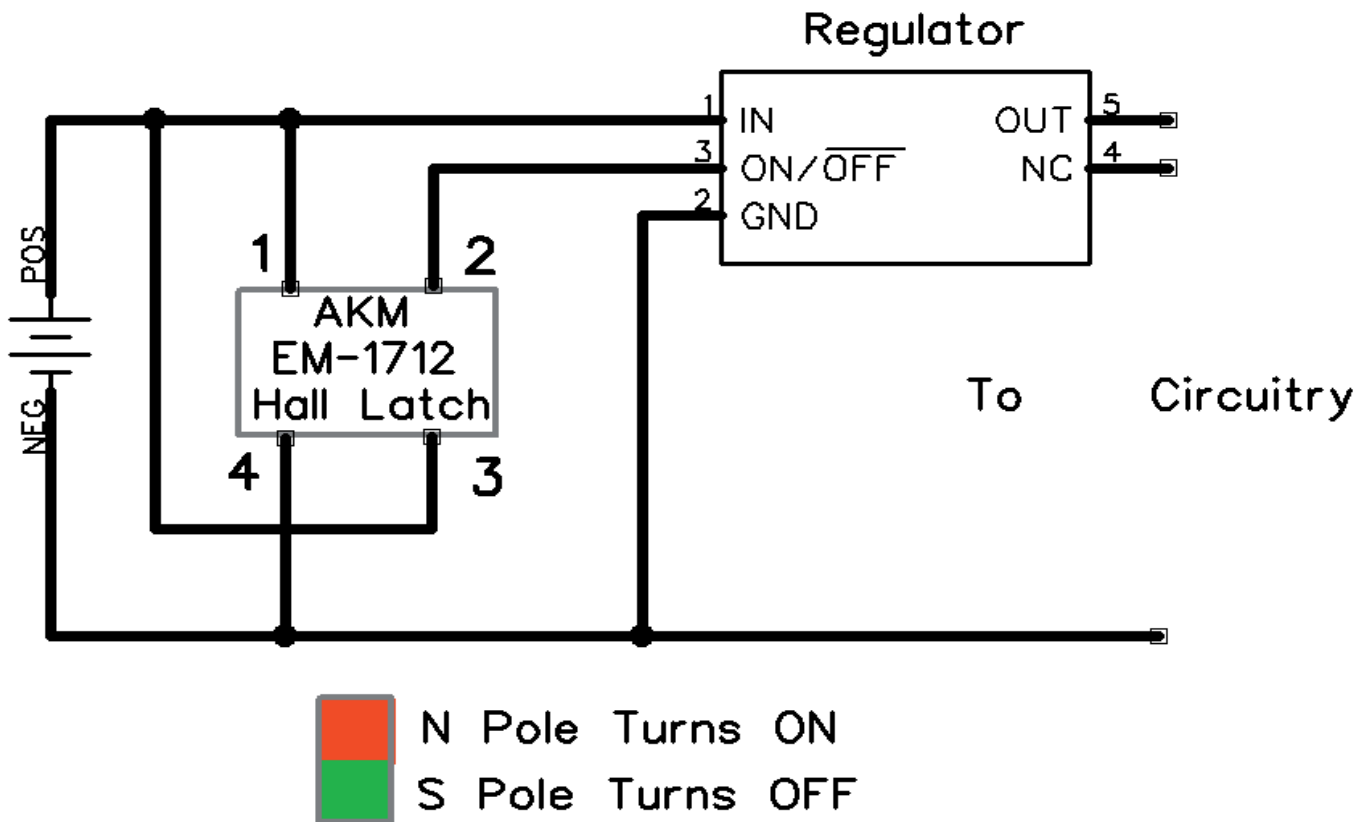 Regulator
1 IN OUT 5
3 ON/OFF NC 4
2 GND
POS
1 2
AKM
EM-1712
Hall Latch
NEG
4 3
To Circuitry
N Pole Turns ON
S Pole Turns OFF